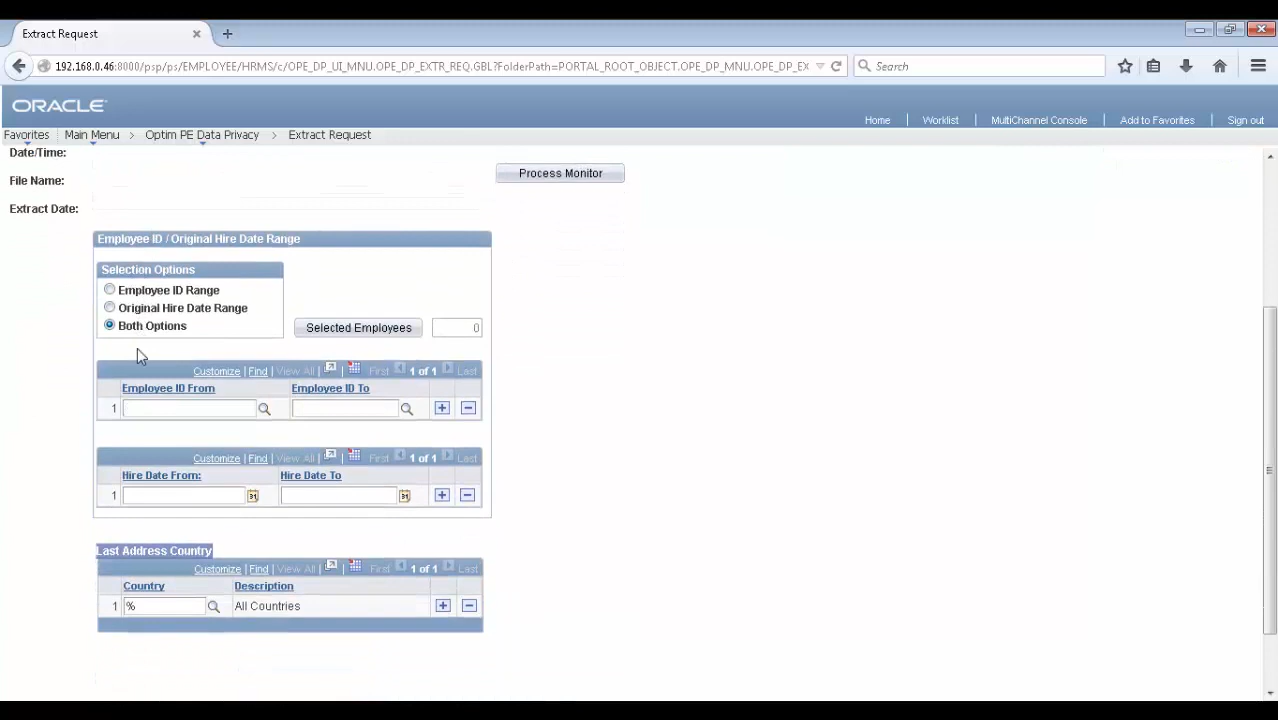 Extract Request
192.168.0.46:8000/psp/ps/EMPLOYEE/HRMS/c/OPE_DP_UI_MNU.OPE_DP_EXTR_REQ.GBL?FolderPath=PORTAL_ROOT_OBJECT.OPE_DP_MNU.OPE_DP_EX
Search
ORACLE
Home Worklist MultiChannel Console Add to Favorites Sign out
Favorites Main Menu > Optim PE Data Privacy > Extract Request
Date/Time:
Process Monitor
File Name:
Extract Date:
Employee ID / Original Hire Date Range
Selection Options
Employee ID Range
Original Hire Date Range
Both Options
Selected Employees 0
Customize | Find | View All | First 1 of 1 Last
Employee ID From Employee ID To
1
Customize | Find | View All | First 1 of 1 Last
Hire Date From: Hire Date To
1 31 31
Last Address Country
Customize | Find | View All | First 1 of 1 Last
Country Description
1 % All Countries